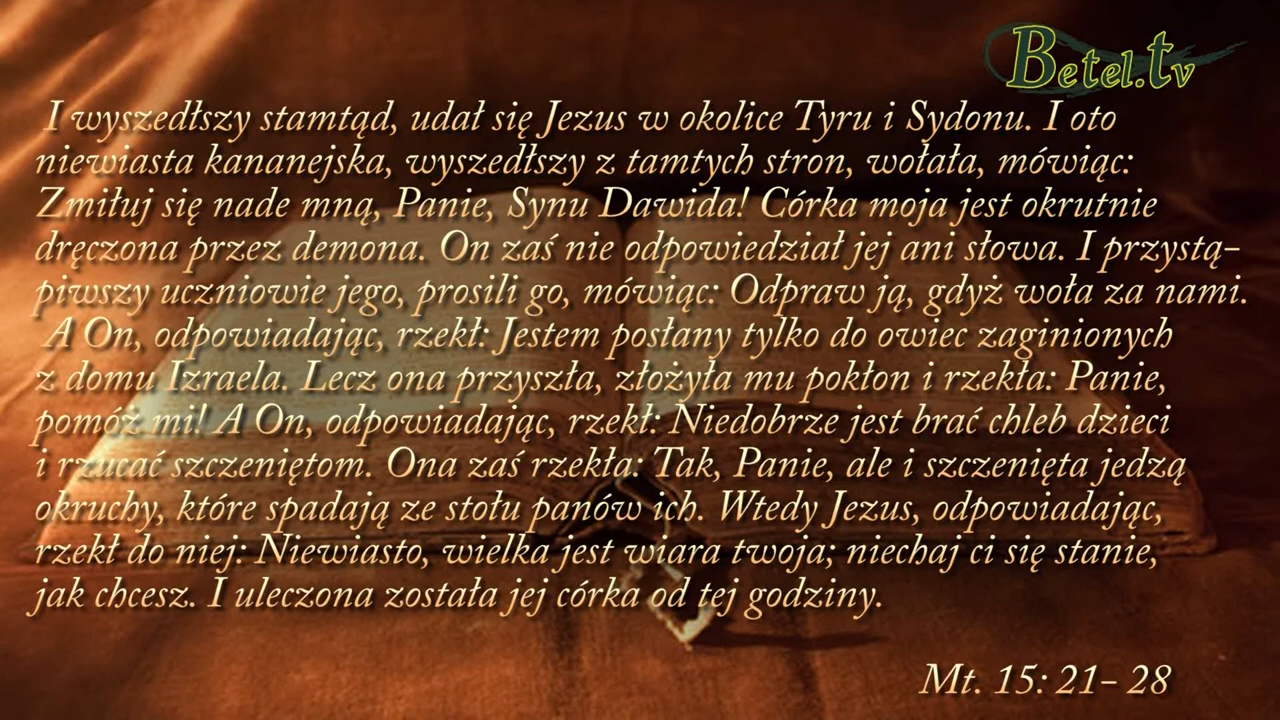 Betel.tv
I wyszedłszy stamtąd, udał się Jezus w okolice Tyru i Sydonu. I oto
niewiasta kananejska, wyszedłszy z tamtych stron, wołała, mówiąc:
Zmiłuj się nade mną, Panie, Synu Dawida! Córka moja jest okrutnie
dręczona przez demona. On zaś nie odpowiedział jej ani słowa. I przystą-
piwszy uczniowie jego, prosili go, mówiąc: Odpraw ją, gdyż woła za nami.
A On, odpowiadając, rzekł: Jestem posłany tylko do owiec zaginionych
z domu Izraela. Lecz ona przyszła, złożyła mu pokłon i rzekła: Panie,
pomóż mi! A On, odpowiadając, rzekł: Niedobrze jest brać chleb dzieci
i rzucać szczeniętom. Ona zaś rzekła: Tak, Panie, ale i szczenięta jedzą
okruchy, które spadają ze stołu panów ich. Wtedy Jezus, odpowiadając,
rzekł do niej: Niewiasto, wielka jest wiara twoja; niechaj ci się stanie,
jak chcesz. I uleczona została jej córka od tej godziny.
Mt. 15: 21- 28